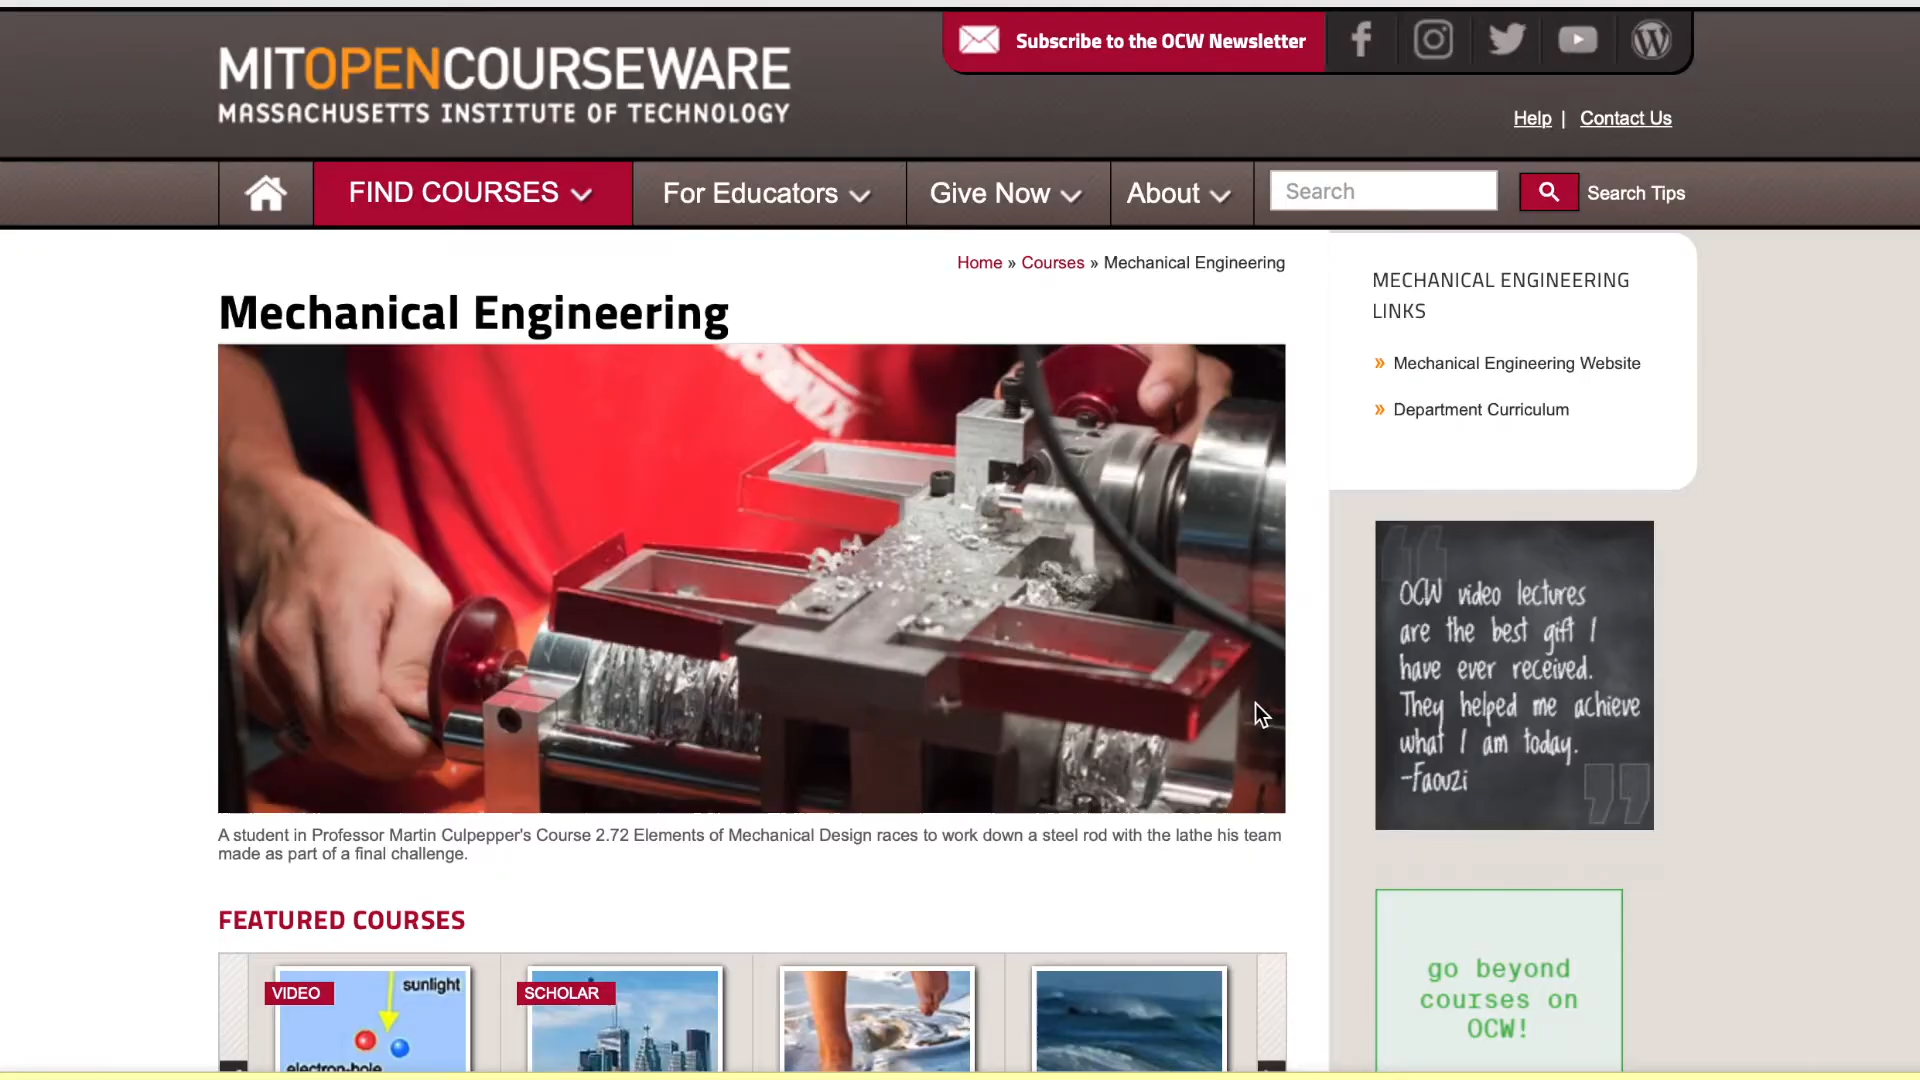 Subscribe to the OCW Newsletter
MITOPENCOURSEWARE
MASSACHUSETTS INSTITUTE OF TECHNOLOGY
Help | Contact Us
FIND COURSES
For Educators
Give Now
About
Search
Search Tips
Home » Courses » Mechanical Engineering
Mechanical Engineering
A student in Professor Martin Culpepper's Course 2.72 Elements of Mechanical Design races to work down a steel rod with the lathe his team
made as part of a final challenge.
FEATURED COURSES
VIDEO
sunlight
electron-hole
SCHOLAR
MECHANICAL ENGINEERING
LINKS
» Mechanical Engineering Website
» Department Curriculum
OCW video lectures
are the best gift I
have ever received.
They helped me achieve
what I am today.
-Faouzi
go beyond
courses on
OCW!